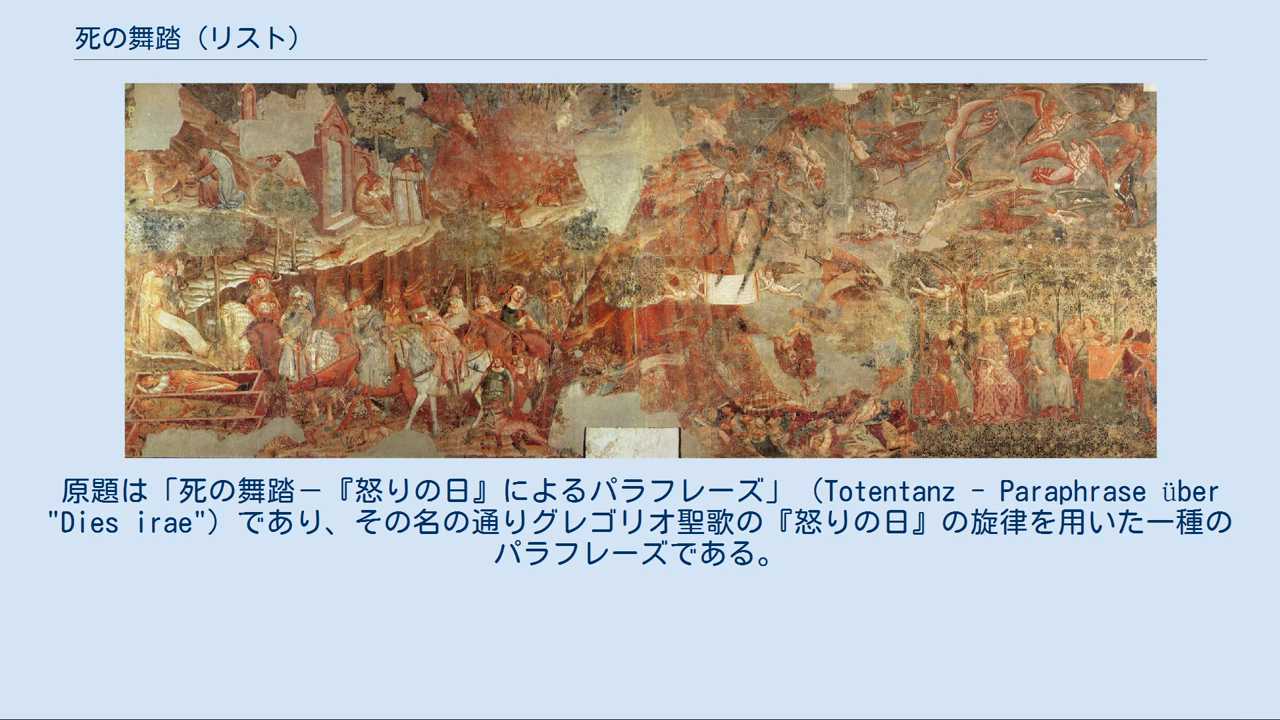 死の舞踏（リスト）
原題は「死の舞踏－『怒りの日』によるパラフレーズ」（Totentanz - Paraphrase über
"Dies irae"）であり、その名の通りグレゴリオ聖歌の『怒りの日』の旋律を用いた一種の
パラフレーズである。